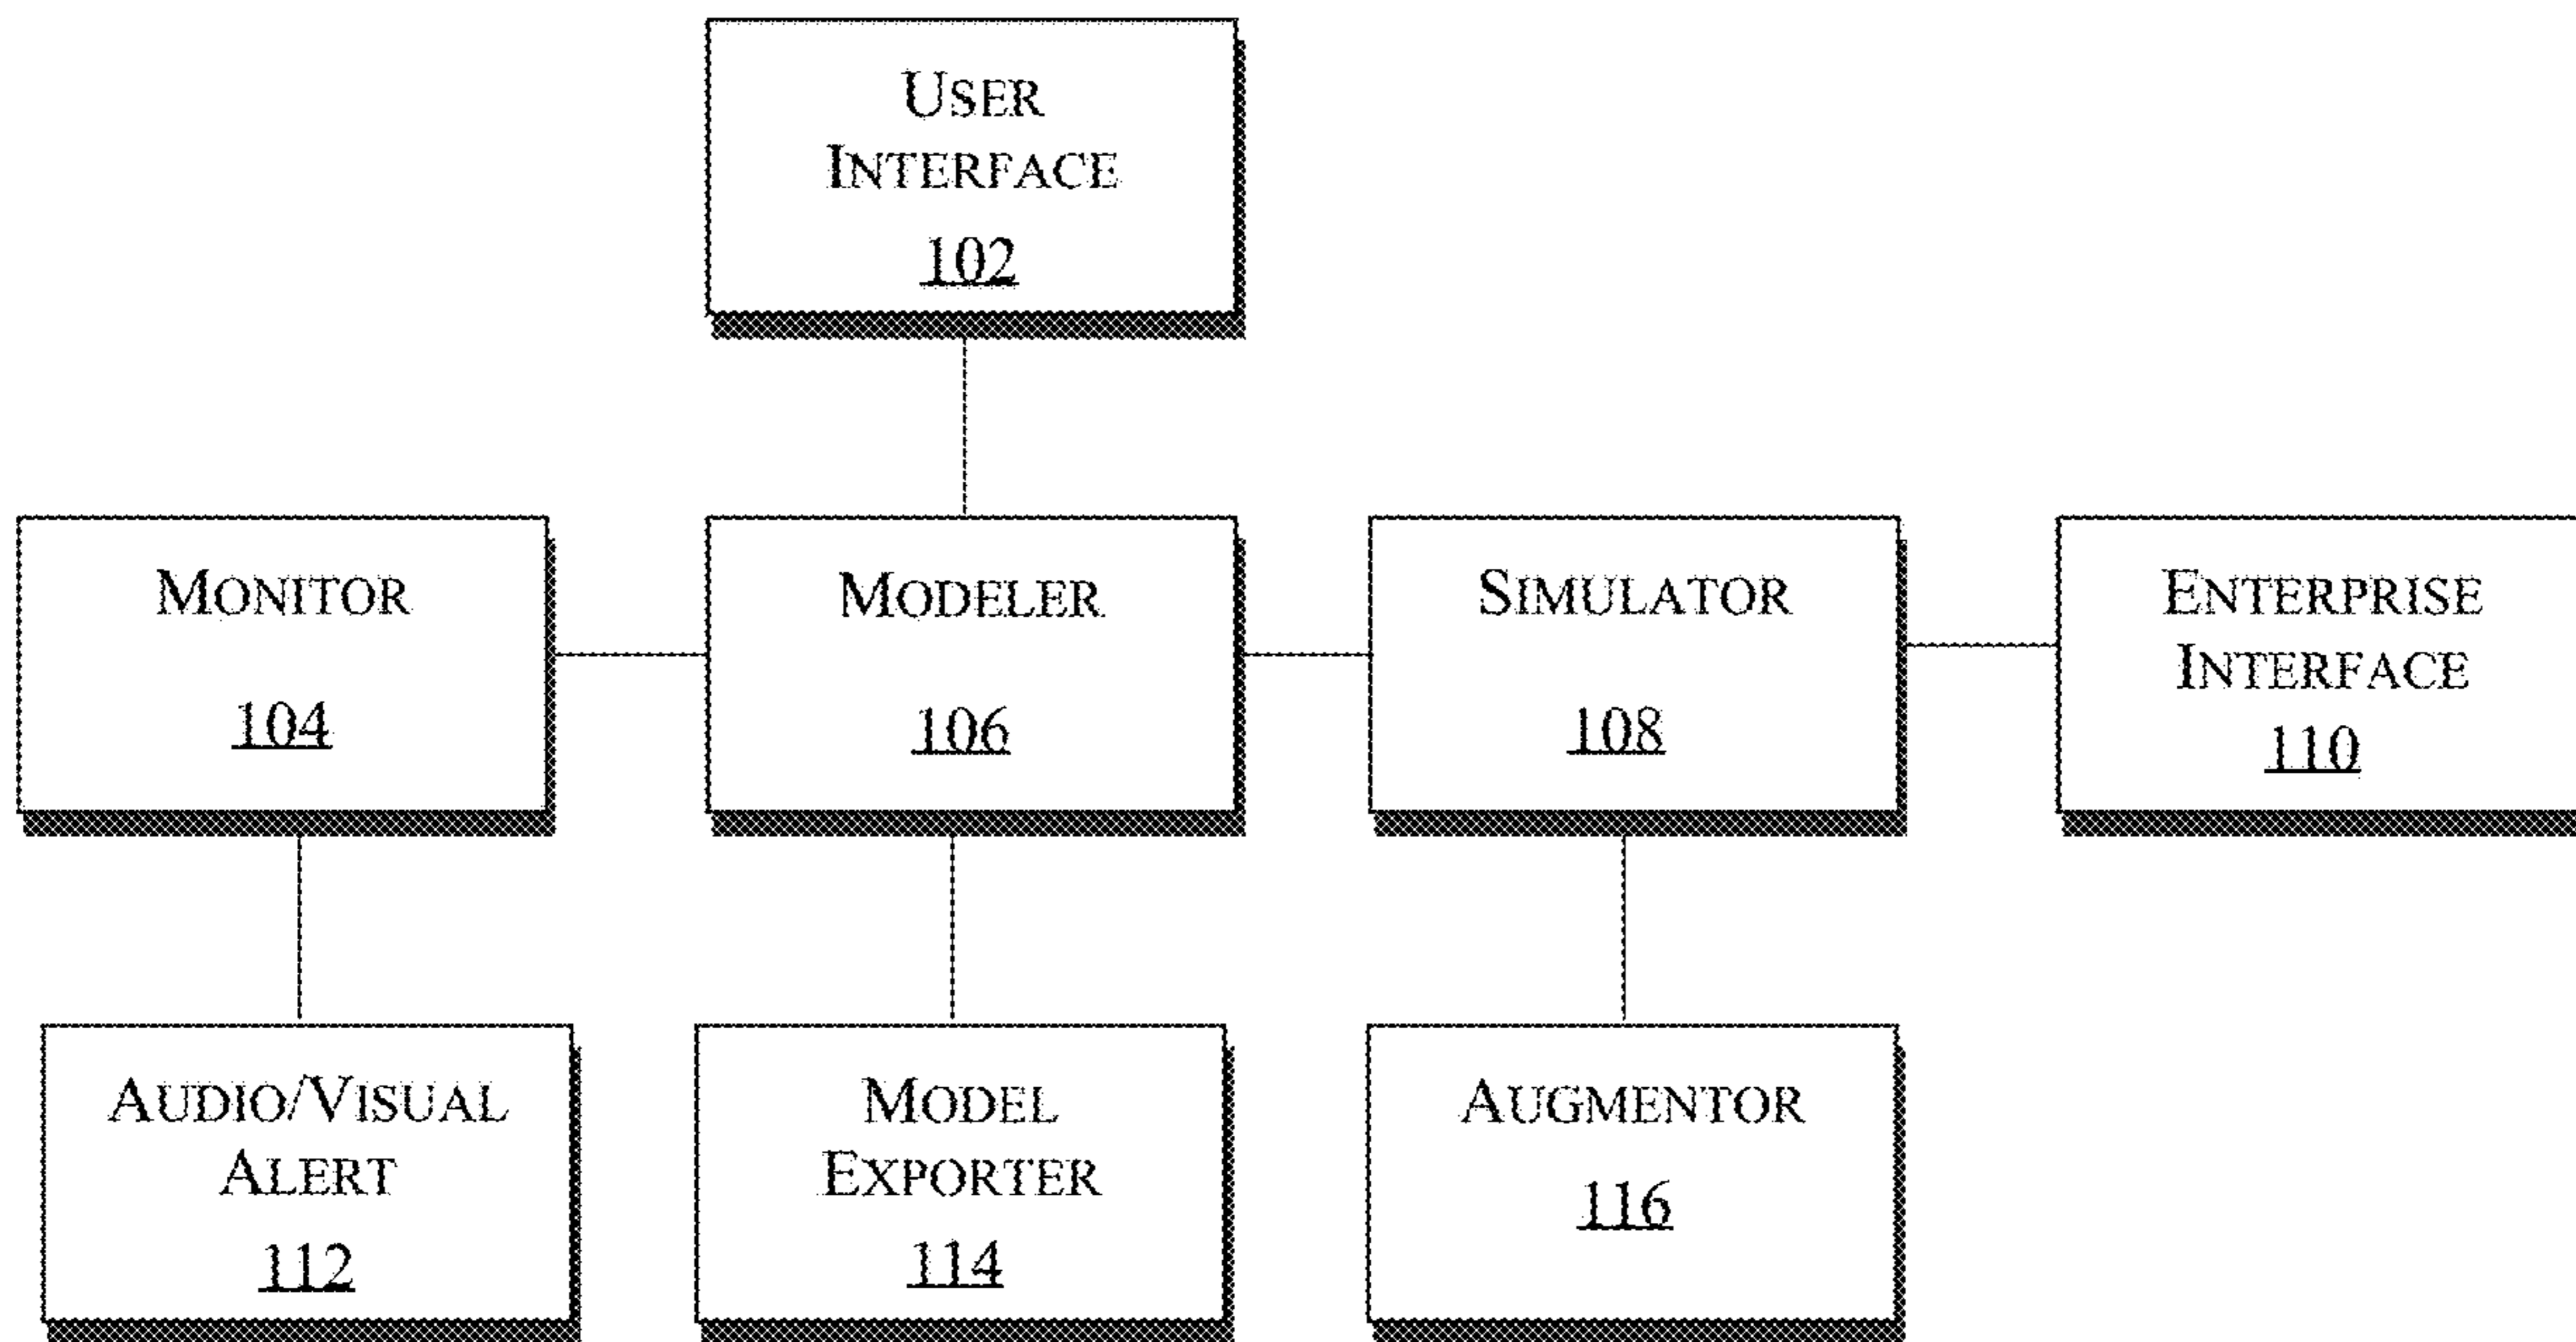 USER
INTERFACE
102
MONITOR
104
MODELER
106
SIMULATOR
108
ENTERPRISE
INTERFACE
110
AUDIO/VISUAL
ALERT
112
MODEL
EXPORTER
114
AUGMENTOR
116